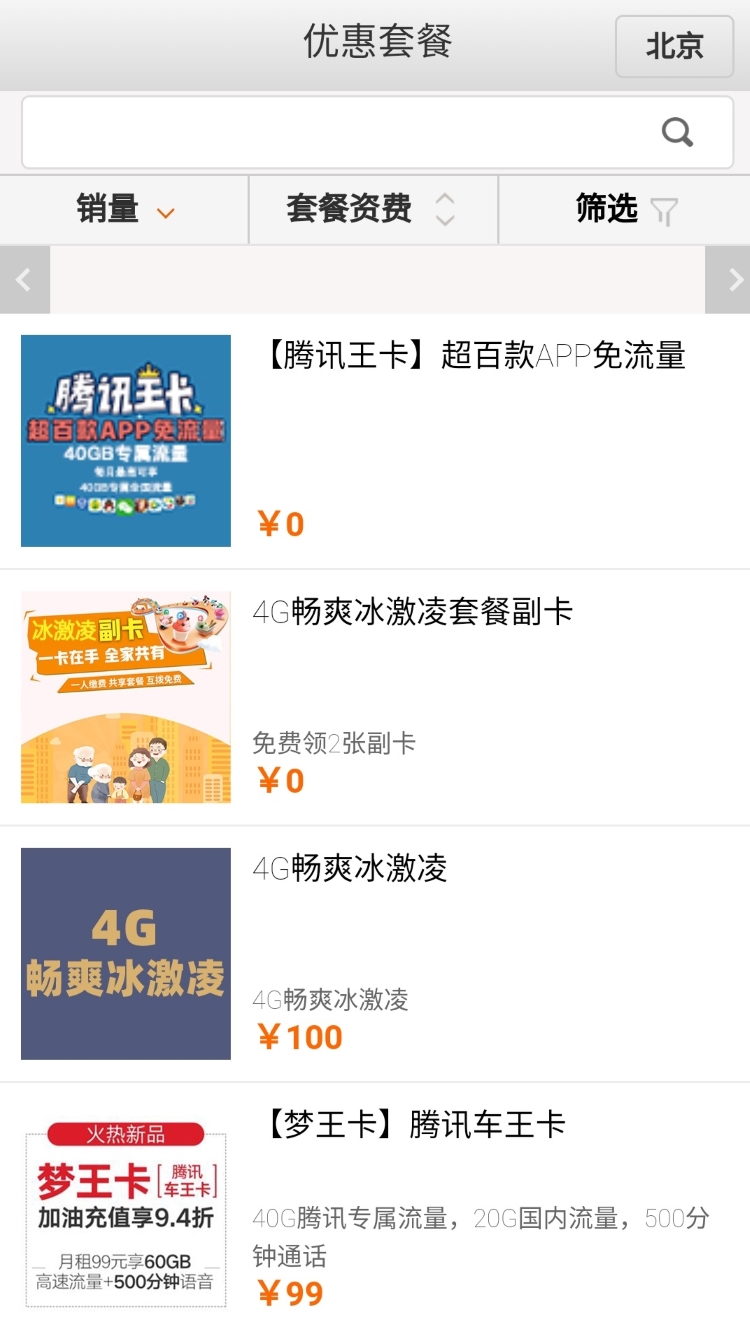 优惠套餐
北京
销量
套餐资费
筛选
腾讯王卡
超百款APP免流量
40GB专属流量
40GB专属全国流量
【腾讯王卡】超百款APP免流量
￥0
冰激凌副卡
一卡在手 全家共有
一人缴费 共享套餐 互拨免费
4G畅爽冰激凌套餐副卡
免费领2张副卡
￥0
4G
畅爽冰激凌
4G畅爽冰激凌
4G畅爽冰激凌
￥100
火热新品
梦王卡[腾讯车王卡]
加油充值享9.4折
月租99元享60GB
高速流量+500分钟语音
【梦王卡】腾讯车王卡
40G腾讯专属流量，20G国内流量，500分
钟通话
￥99